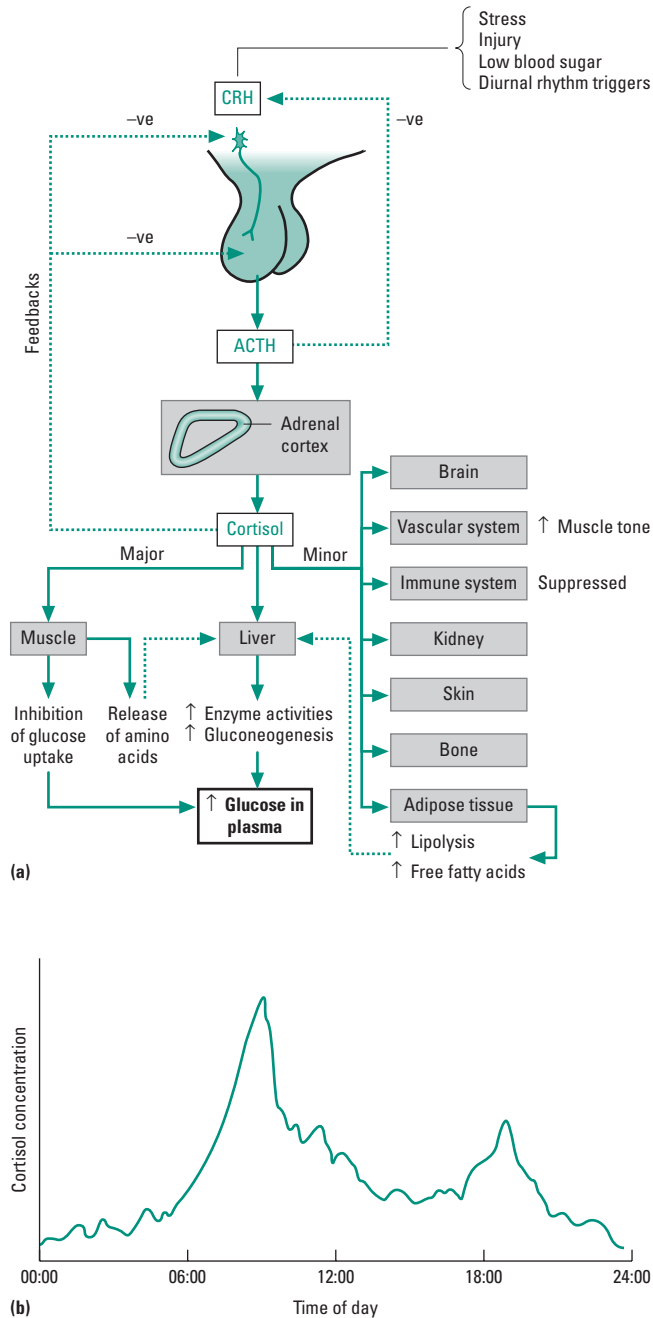 Stress
Injury
Low blood sugar
Diurnal rhythm triggers
CRH
–ve
–ve
–ve
Feedbacks
ACTH
Adrenal
cortex
Cortisol
Major
Minor
Brain
Vascular system
↑ Muscle tone
Immune system
Suppressed
Muscle
Liver
Kidney
Skin
Inhibition
of glucose
uptake
Release
of amino
acids
↑ Enzyme activities
↑ Gluconeogenesis
Bone
↑ Glucose in
plasma
Adipose tissue
↑ Lipolysis
↑ Free fatty acids
(a)
Cortisol concentration
00:00
06:00
12:00
18:00
24:00
Time of day
(b)